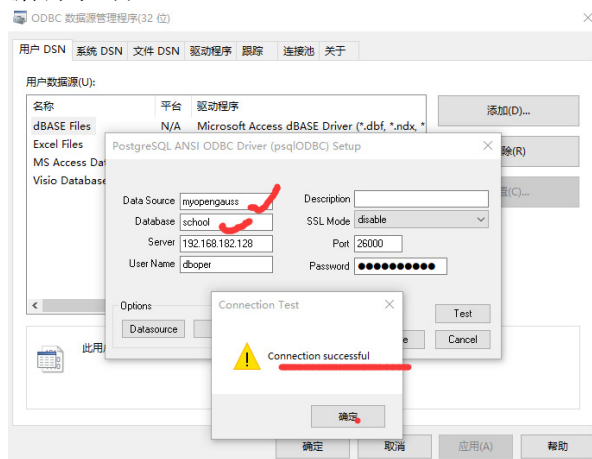 ODBC 数据源管理程序(32 位)
用户 DSN 系统 DSN 文件 DSN 驱动程序 跟踪 连接池 关于
用户数据源(U):
名称 平台 驱动程序
dBASE Files N/A Microsoft Access dBASE Driver (*.dbf, *.ndx, *
Excel Files
MS Access Dat
Visio Database
添加(D)...
除(R)
置(C)...
PostgreSQL ANSI ODBC Driver (psqlODBC) Setup
Data Source myopengauss Description
Database school SSL Mode disable
Server 192.168.182.128 Port 26000
User Name dboper Password ●●●●●●●●●●
Options
Datasource
Test
e Cancel
Connection Test
Connection successful
确定
此用
确定 取消 应用(A) 帮助